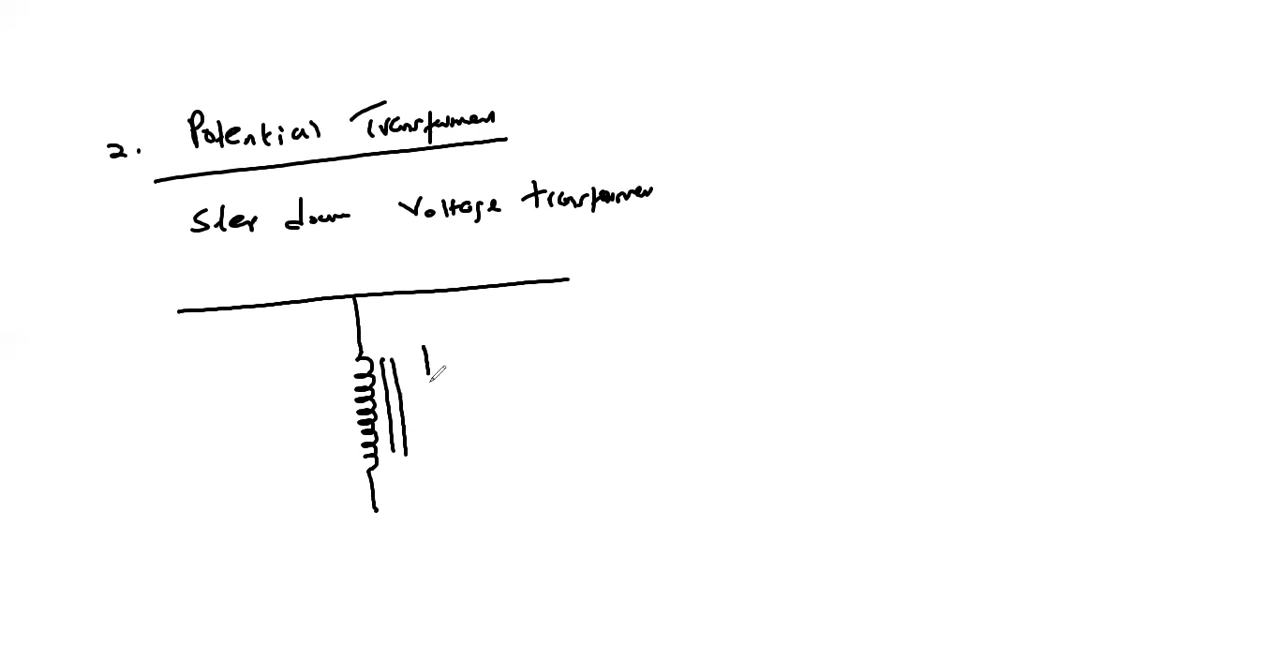 2. Potential Transformer
Step down Voltage transformer